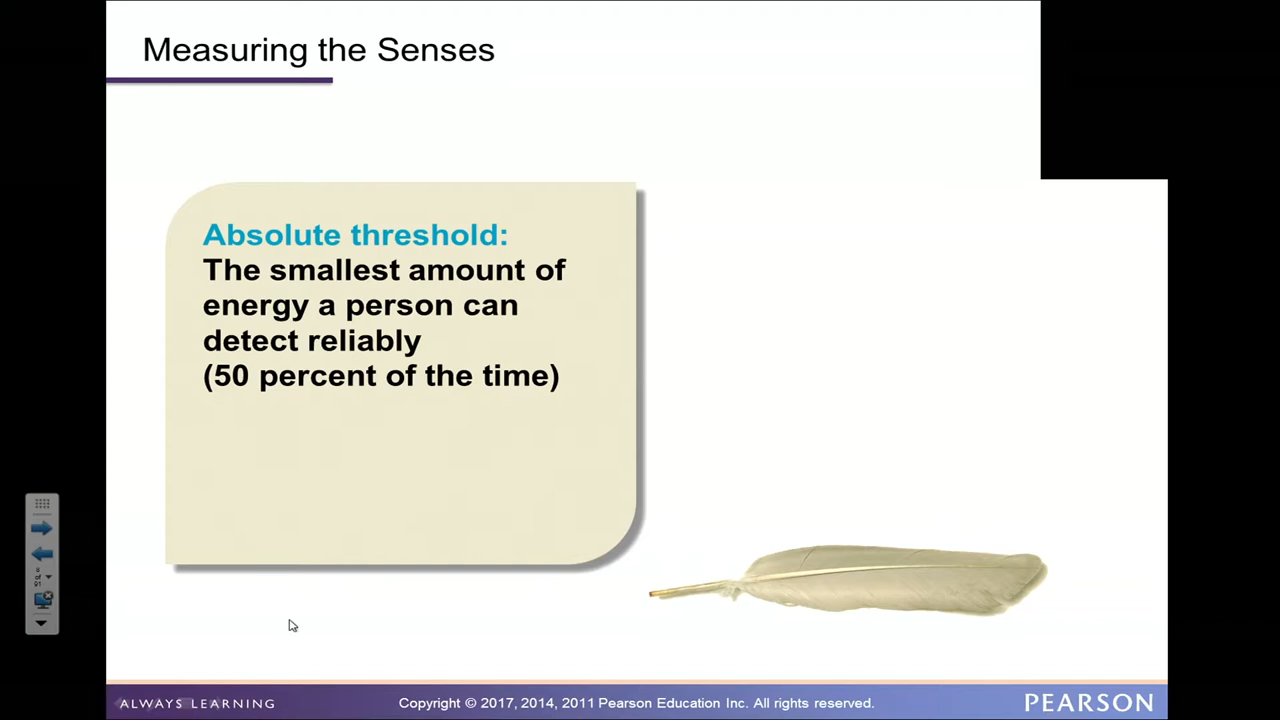 Measuring the Senses
Absolute threshold:
The smallest amount of
energy a person can
detect reliably
(50 percent of the time)
of
ALWAYS LEARNING
Copyright © 2017, 2014, 2011 Pearson Education Inc. All rights reserved.
PEARSON